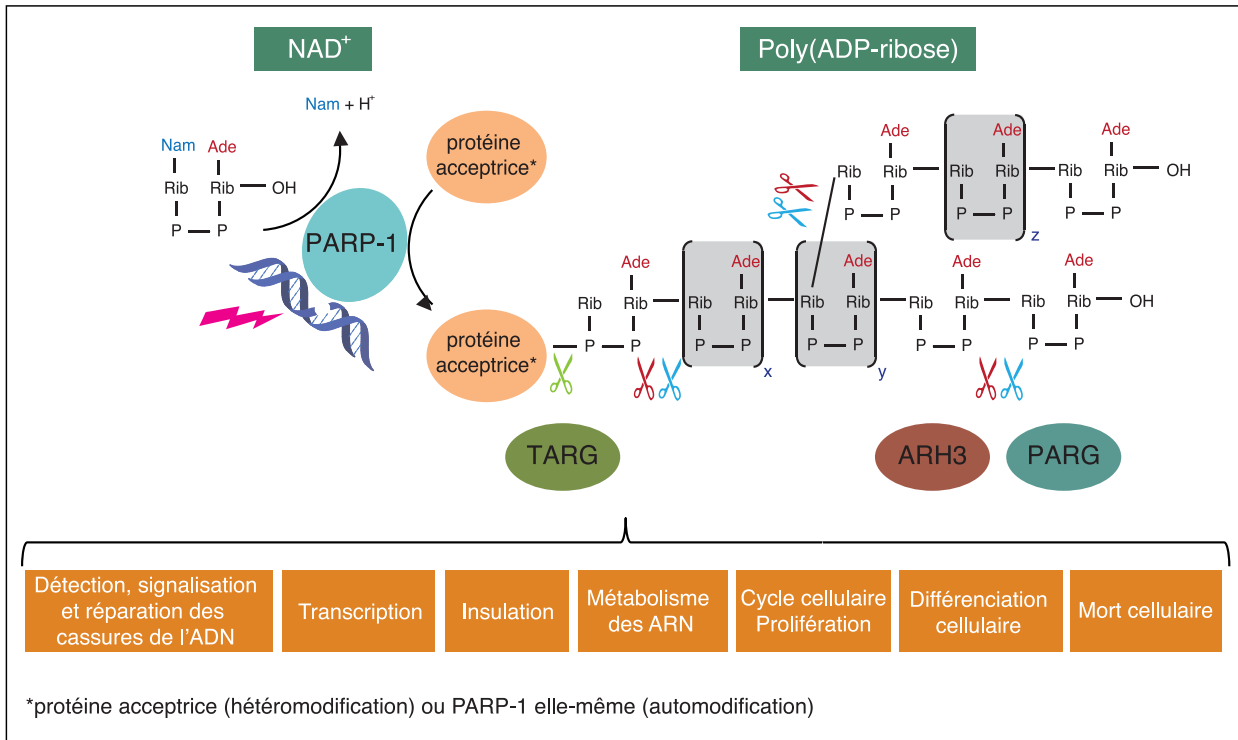 NAD+
Poly(ADP-ribose)
Nam + H+
Nam Ade
Rib Rib OH
P P
PARP-1
protéine
acceptrice*
protéine
acceptrice*
Ade Ade Ade
Rib Rib Rib Rib Rib Rib OH
P P P P P P
z
Ade Ade Ade Ade Ade
Rib Rib Rib Rib Rib Rib Rib Rib Rib Rib OH
P P P P P P P P P P
x y
TARG
ARH3
PARG
Détection, signalisation
et réparation des
cassures de l'ADN
Transcription
Insulation
Métabolisme
des ARN
Cycle cellulaire
Prolifération
Différenciation
cellulaire
Mort cellulaire
*protéine acceptrice (hétéromodification) ou PARP-1 elle-même (automodification)